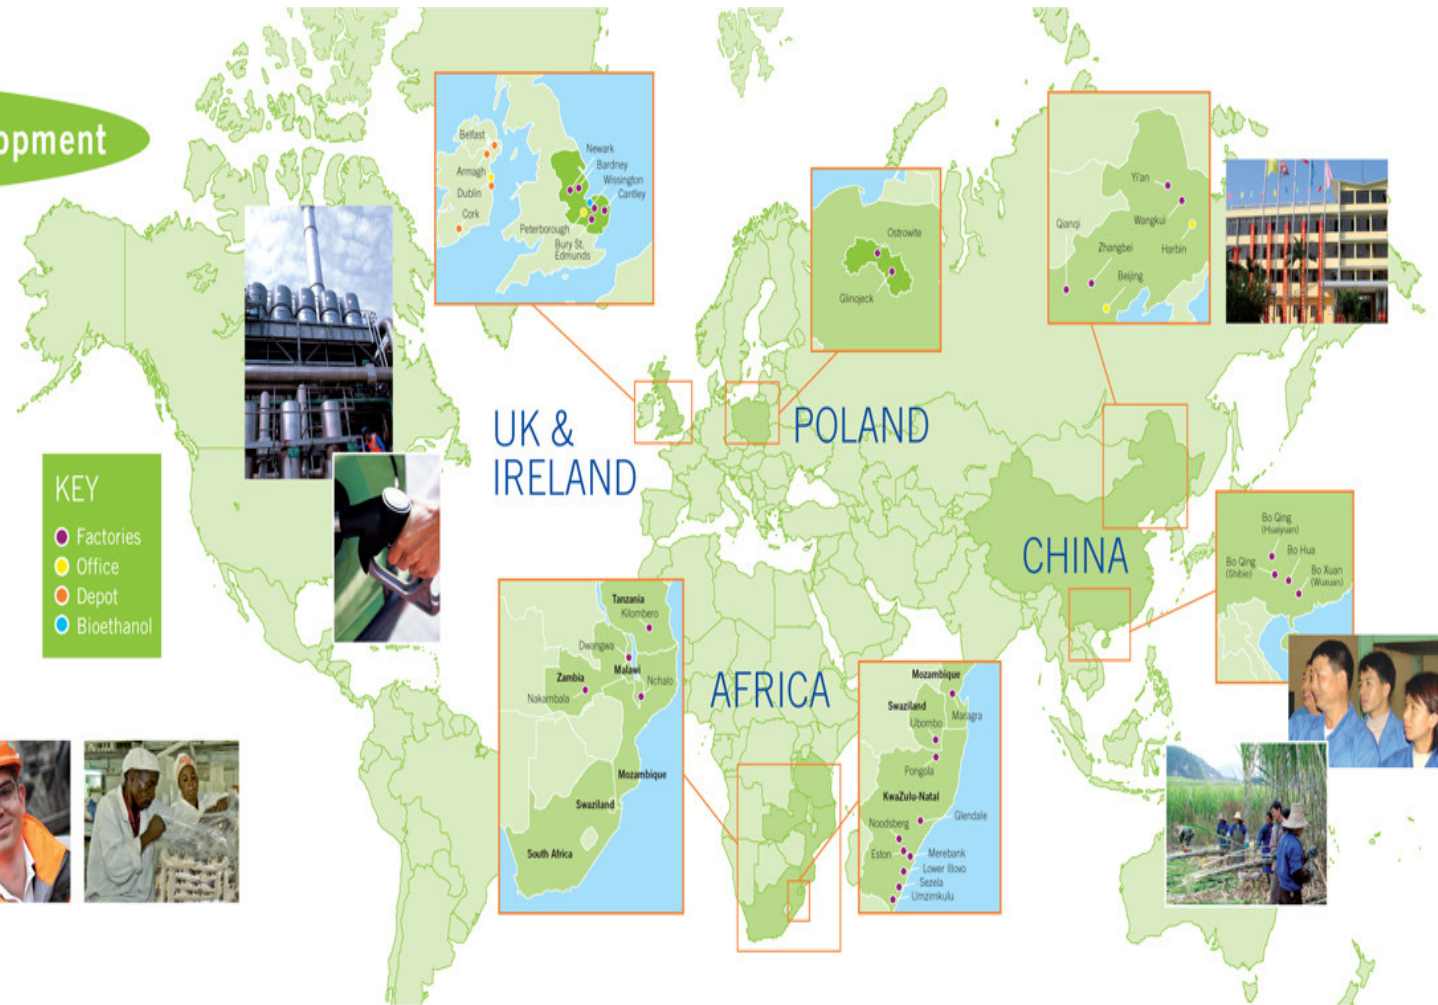 opment
KEY
Factories
Office
Depot
Bioethanol
UK &
IRELAND
POLAND
CHINA
AFRICA
Belfast
Armagh
Dublin
Cork
Newark
Bardney
Wissington
Cantley
Peterborough
Bury St.
Edmunds
Ostrowite
Glinojeck
Yi'an
Qianqi
Wangkui
Zhangbei
Harbin
Beijing
Bo Qing
(Huaiyuan)
Bo Hua
Bo Qing
(Shibie)
Bo Xuan
(Wuxuan)
Tanzania
Kilombero
Dwongwa
Malawi
Zambia
Nchalo
Nakambala
Mozambique
Swaziland
South Africa
Mozambique
Swaziland
Ubombo
Maragra
Pongola
KwaZulu-Natal
Glendale
Noodsberg
Eston
Merebank
Lower Illovo
Sezela
Umzimkulu